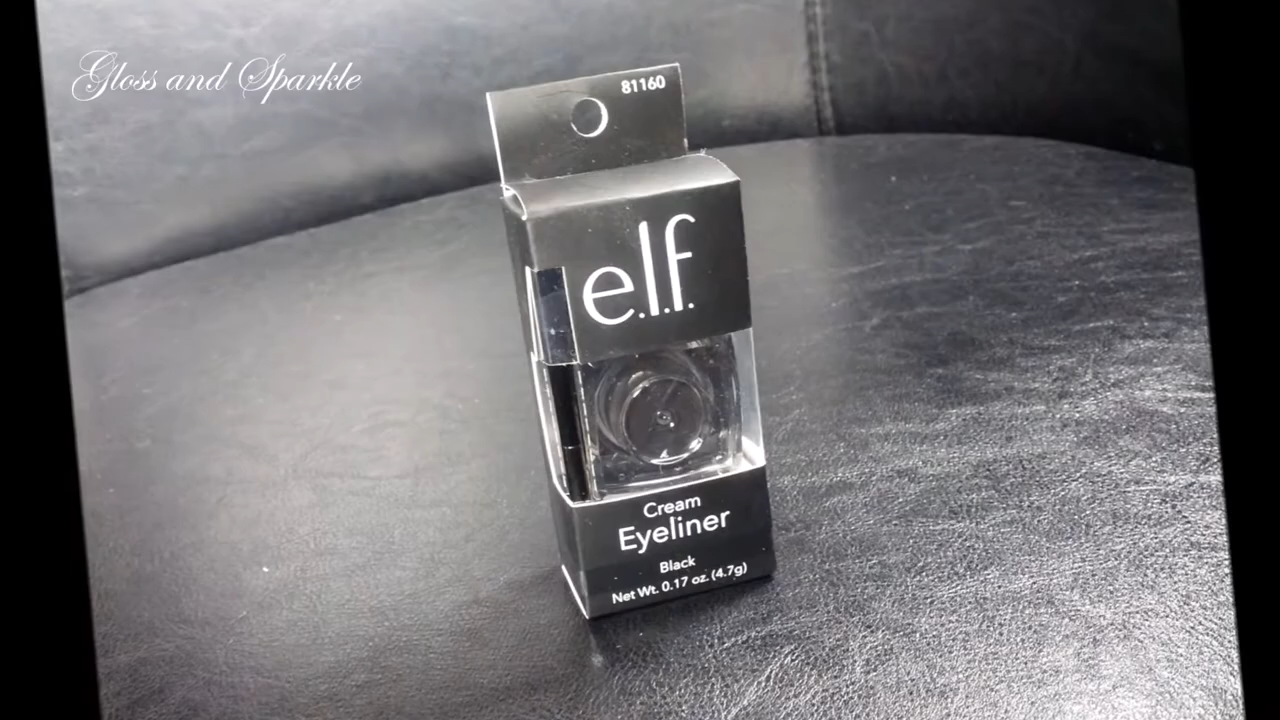 Gloss and Sparkle
81160
e.l.f.
Cream
Eyeliner
Black
Net Wt. 0.17 oz. (4.7g)